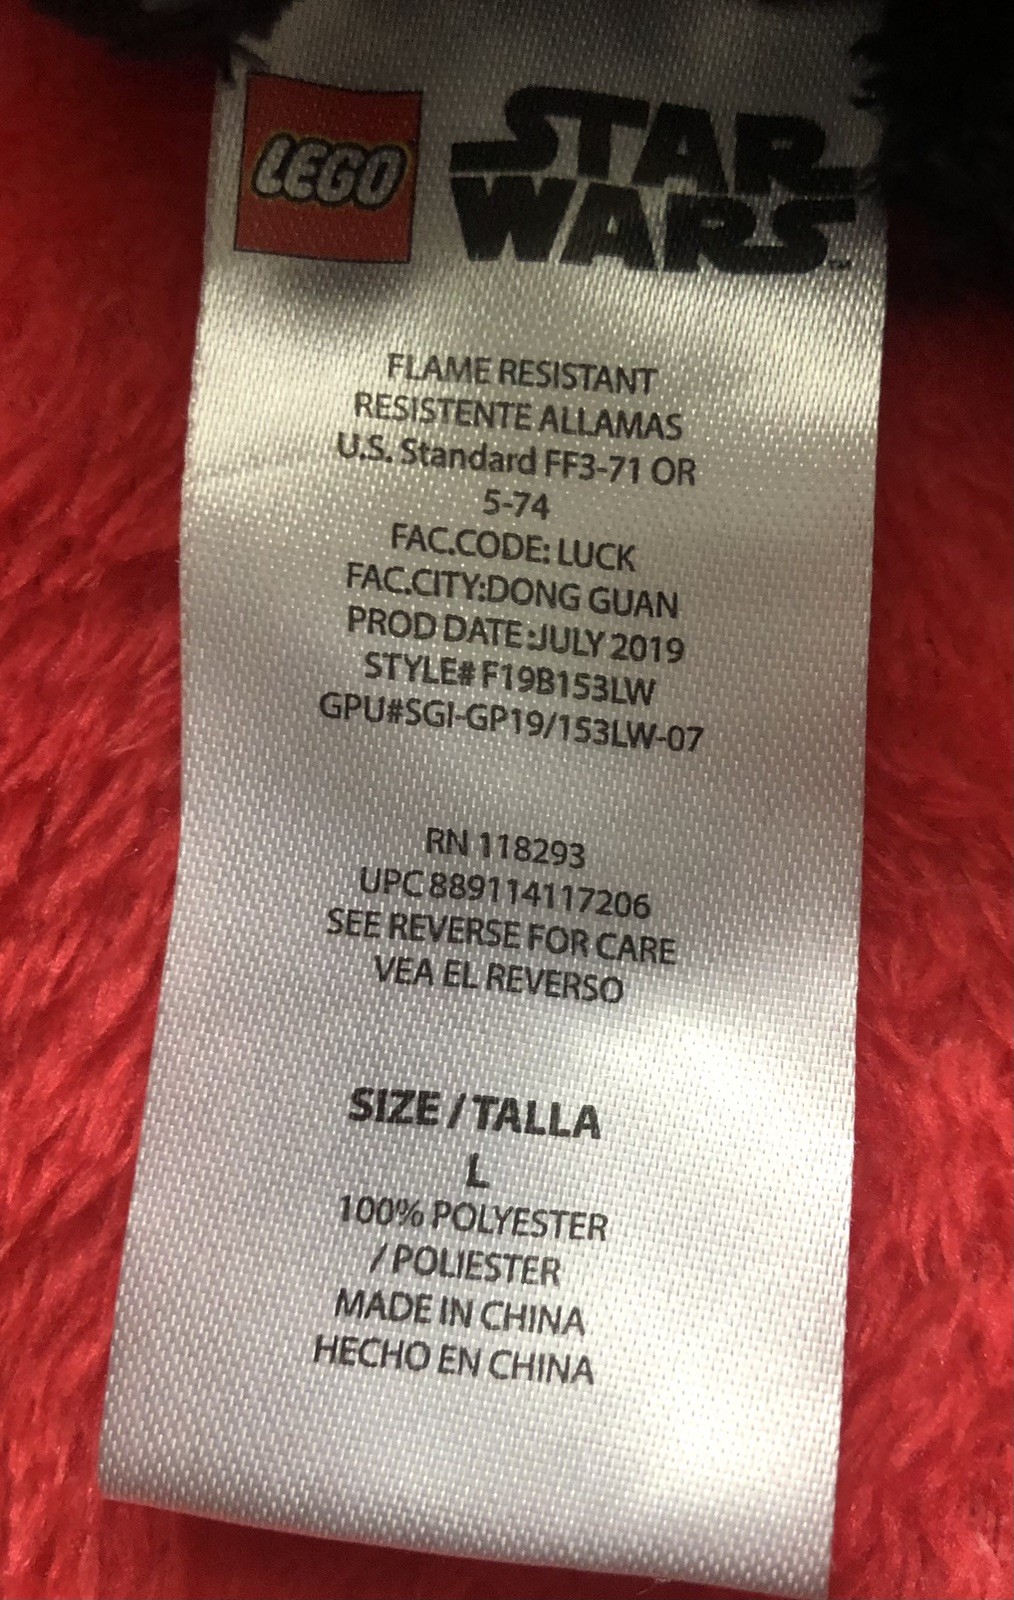 LEGO
STAR
WARS™
FLAME RESISTANT
RESISTENTE ALLAMAS
U.S. Standard FF3-71 OR
5-74
FAC.CODE: LUCK
FAC.CITY:DONG GUAN
PROD DATE:JULY 2019
STYLE# F19B153LW
GPU#SGI-GP19/153LW-07
RN 118293
UPC 889114117206
SEE REVERSE FOR CARE
VEA EL REVERSO
SIZE / TALLA
L
100% POLYESTER
/ POLIESTER
MADE IN CHINA
HECHO EN CHINA